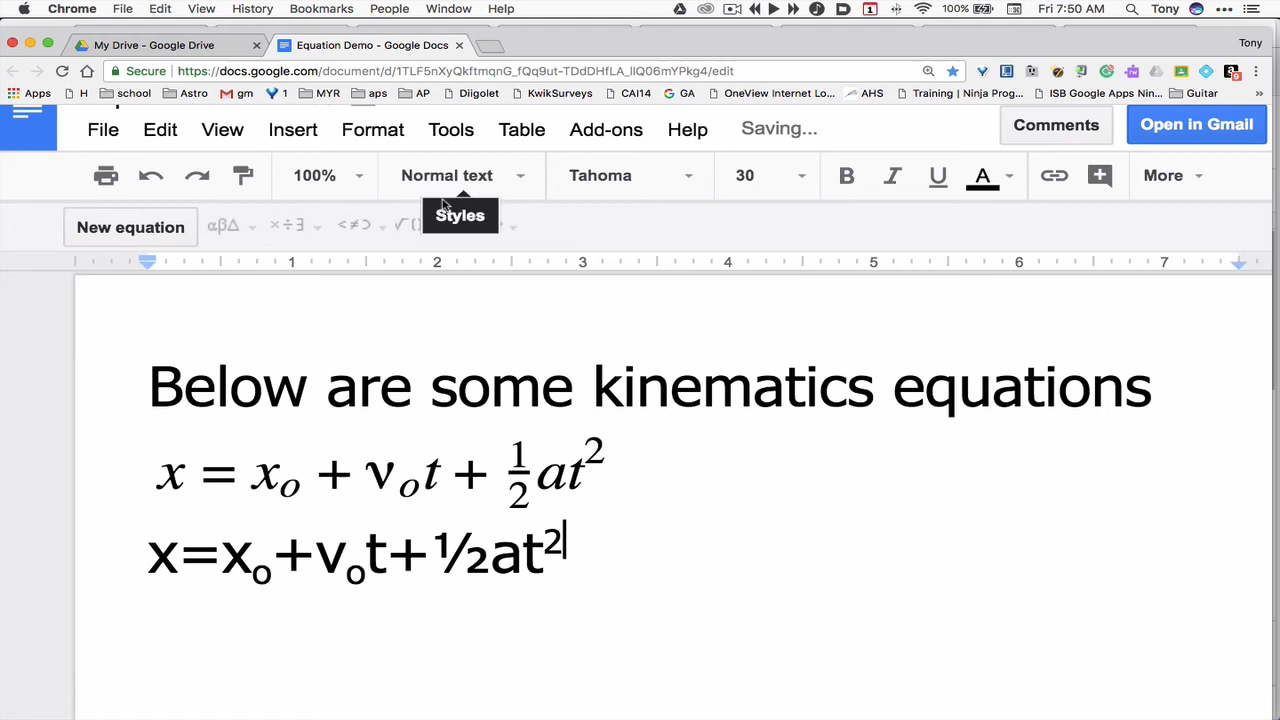 Chrome File Edit View History Bookmarks People Window Help 1 100% Fri 7:50 AM Tony
My Drive - Google Drive Equation Demo - Google Docs Tony
Secure https://docs.google.com/document/d/1TLF5nXyQkftmqnG_fQq9ut-TDdDHfLA_lIQ06mYPkg4/edit
Apps H school Astro gm 1 MYR aps AP Diigolet KwikSurveys CAI14 GA OneView Internet Lo... AHS Training | Ninja Prog... ISB Google Apps Nin... Guitar »
File Edit View Insert Format Tools Table Add-ons Help Saving... Comments Open in Gmail
100% Normal text Tahoma 30 B I U A More
Styles
New equation αβΔ ×÷∃ <≠⊃ √()
1 2 3 4 5 6 7
Below are some kinematics equations
x = xₒ + νₒt + ½at²
x=xₒ+vₒt+½at²